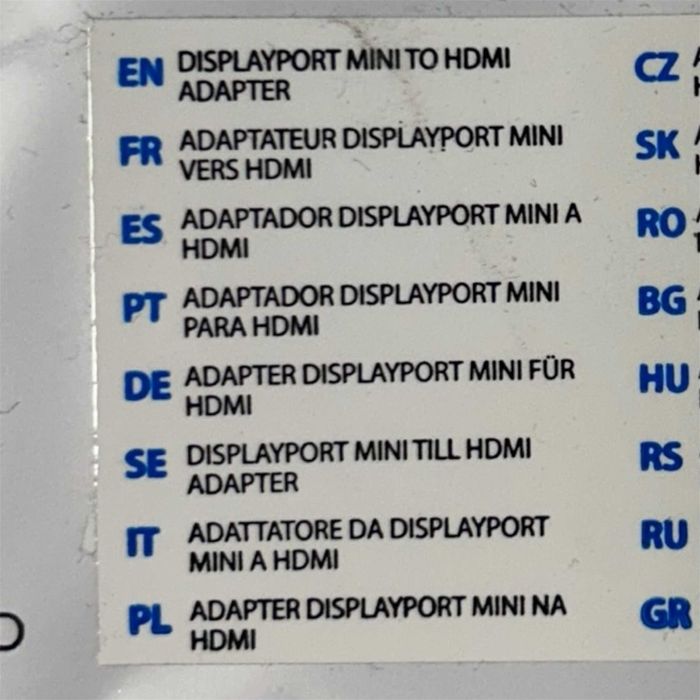 EN DISPLAYPORT MINI TO HDMI
ADAPTER
FR ADAPTATEUR DISPLAYPORT MINI
VERS HDMI
ES ADAPTADOR DISPLAYPORT MINI A
HDMI
PT ADAPTADOR DISPLAYPORT MINI
PARA HDMI
DE ADAPTER DISPLAYPORT MINI FÜR
HDMI
SE DISPLAYPORT MINI TILL HDMI
ADAPTER
IT ADATTATORE DA DISPLAYPORT
MINI A HDMI
PL ADAPTER DISPLAYPORT MINI NA
HDMI
CZ
SK
RO
BG
HU
RS
RU
GR